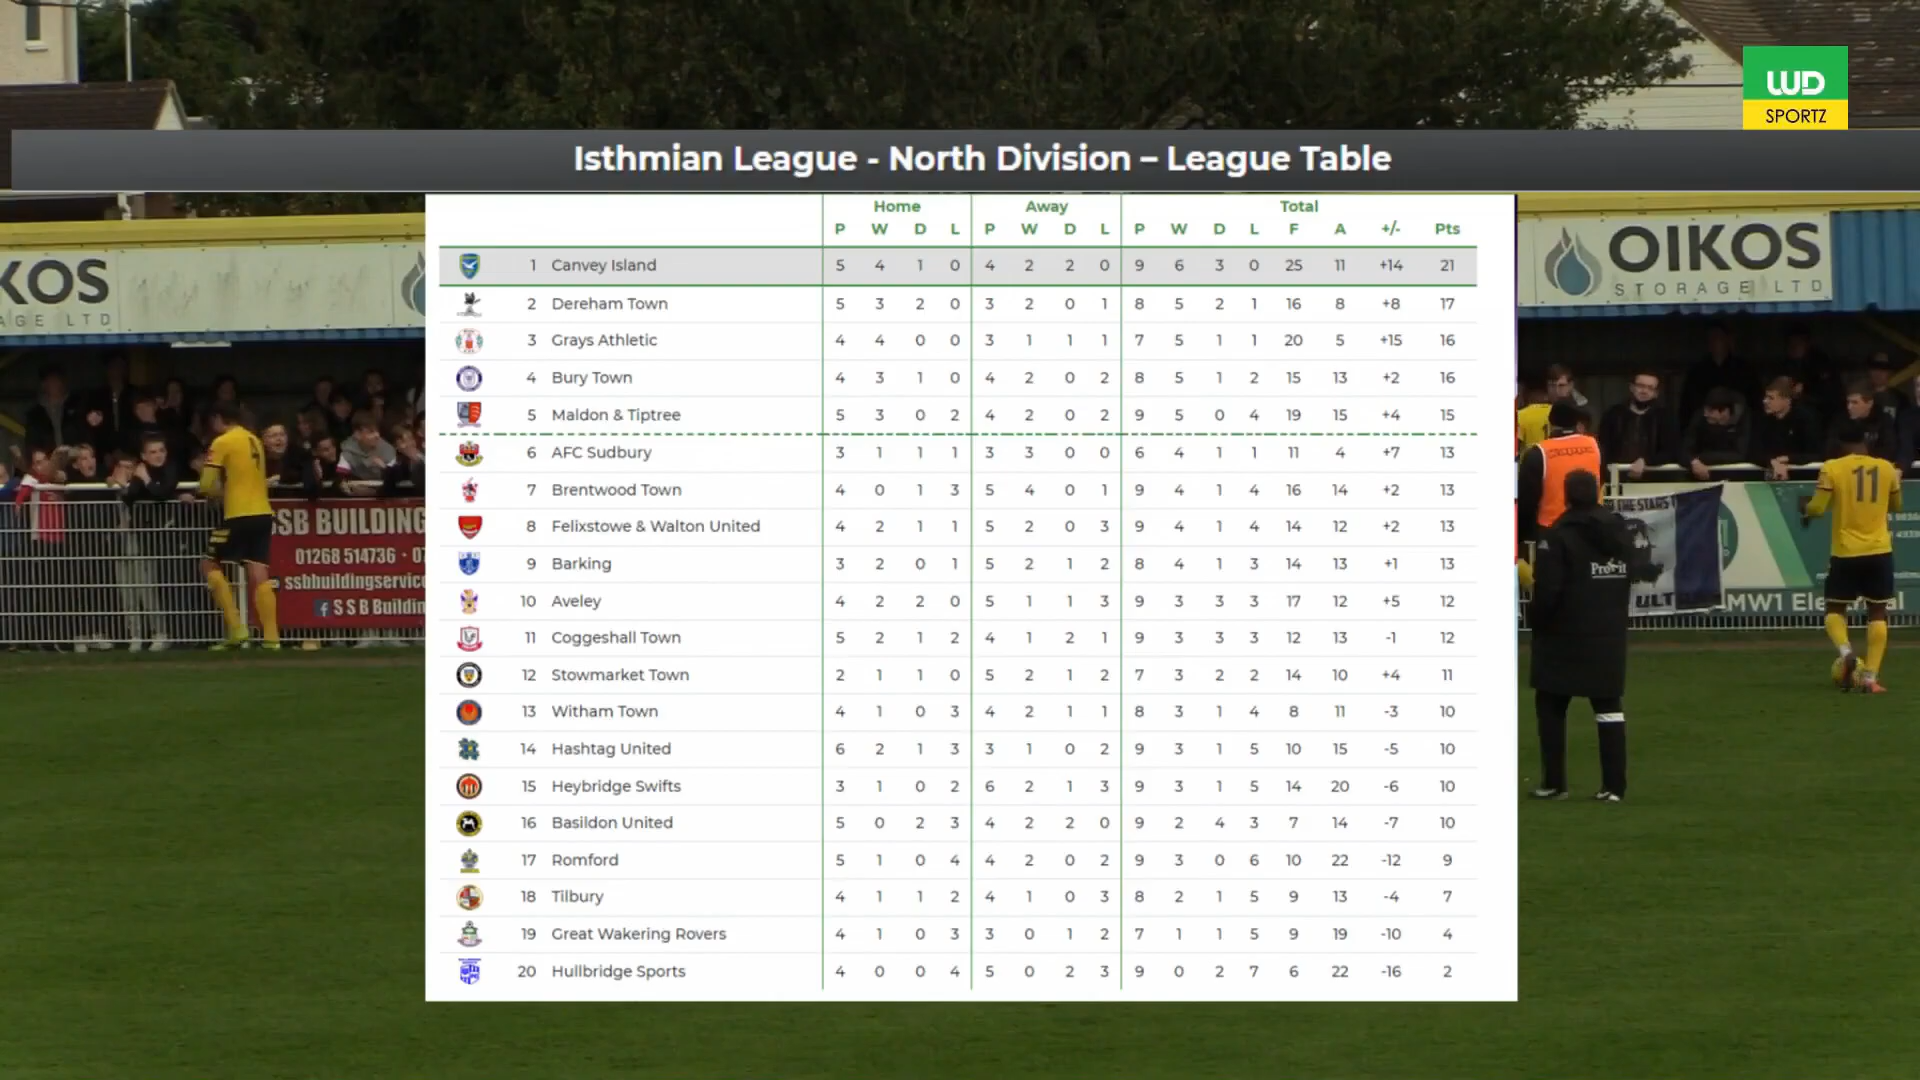 WD
SPORTZ
Isthmian League - North Division – League Table
Home Away Total
P W D L P W D L P W D L F A +/- Pts
1 Canvey Island 5 4 1 0 4 2 2 0 9 6 3 0 25 11 +14 21
2 Dereham Town 5 3 2 0 3 2 0 1 8 5 2 1 16 8 +8 17
3 Grays Athletic 4 4 0 0 3 1 1 1 7 5 1 1 20 5 +15 16
4 Bury Town 4 3 1 0 4 2 0 2 8 5 1 2 15 13 +2 16
5 Maldon & Tiptree 5 3 0 2 4 2 0 2 9 5 0 4 19 15 +4 15
6 AFC Sudbury 3 1 1 1 3 3 0 0 6 4 1 1 11 4 +7 13
7 Brentwood Town 4 0 1 3 5 4 0 1 9 4 1 4 16 14 +2 13
8 Felixstowe & Walton United 4 2 1 1 5 2 0 3 9 4 1 4 14 12 +2 13
9 Barking 3 2 0 1 5 2 1 2 8 4 1 3 14 13 +1 13
10 Aveley 4 2 2 0 5 1 1 3 9 3 3 3 17 12 +5 12
11 Coggeshall Town 5 2 1 2 4 1 2 1 9 3 3 3 12 13 -1 12
12 Stowmarket Town 2 1 1 0 5 2 1 2 7 3 2 2 14 10 +4 11
13 Witham Town 4 1 0 3 4 2 1 1 8 3 1 4 8 11 -3 10
14 Hashtag United 6 2 1 3 3 1 0 2 9 3 1 5 10 15 -5 10
15 Heybridge Swifts 3 1 0 2 6 2 1 3 9 3 1 5 14 20 -6 10
16 Basildon United 5 0 2 3 4 2 2 0 9 2 4 3 7 14 -7 10
17 Romford 5 1 0 4 4 2 0 2 9 3 0 6 10 22 -12 9
18 Tilbury 4 1 1 2 4 1 0 3 8 2 1 5 9 13 -4 7
19 Great Wakering Rovers 4 1 0 3 3 0 1 2 7 1 1 5 9 19 -10 4
20 Hullbridge Sports 4 0 0 4 5 0 2 3 9 0 2 7 6 22 -16 2
KOS
AGE LTD
OIKOS
STORAGE LTD
SSB BUILDING
01268 514736 • 07
ssbbuildingservice
S S B Buildin
THE STARS
ULT
MW1 Ele
11